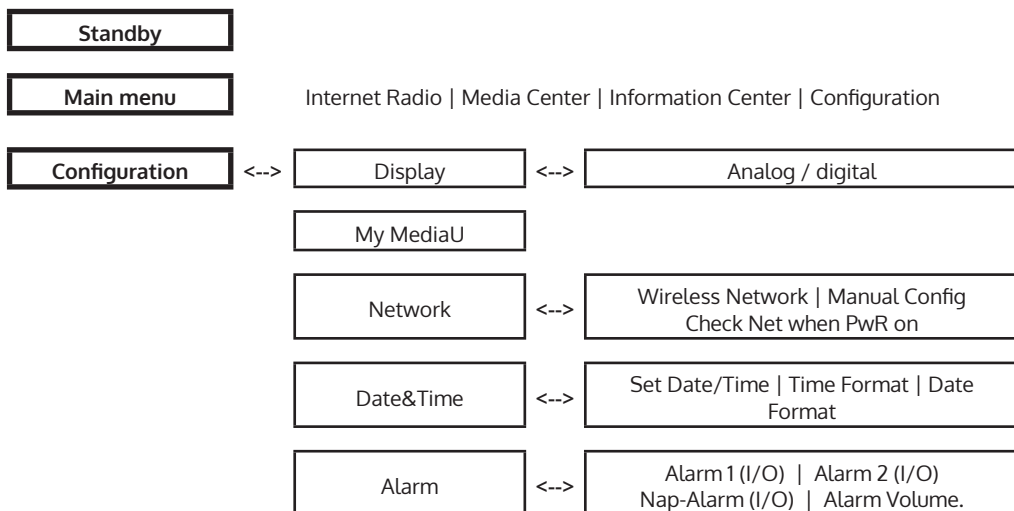 Standby
Main menu
Internet Radio | Media Center | Information Center | Configuration
Configuration <--> Display <--> Analog / digital
My MediaU
Network <--> Wireless Network | Manual Config
Check Net when PwR on
Date&Time <--> Set Date/Time | Time Format | Date
Format
Alarm <--> Alarm 1 (I/O) | Alarm 2 (I/O)
Nap-Alarm (I/O) | Alarm Volume.